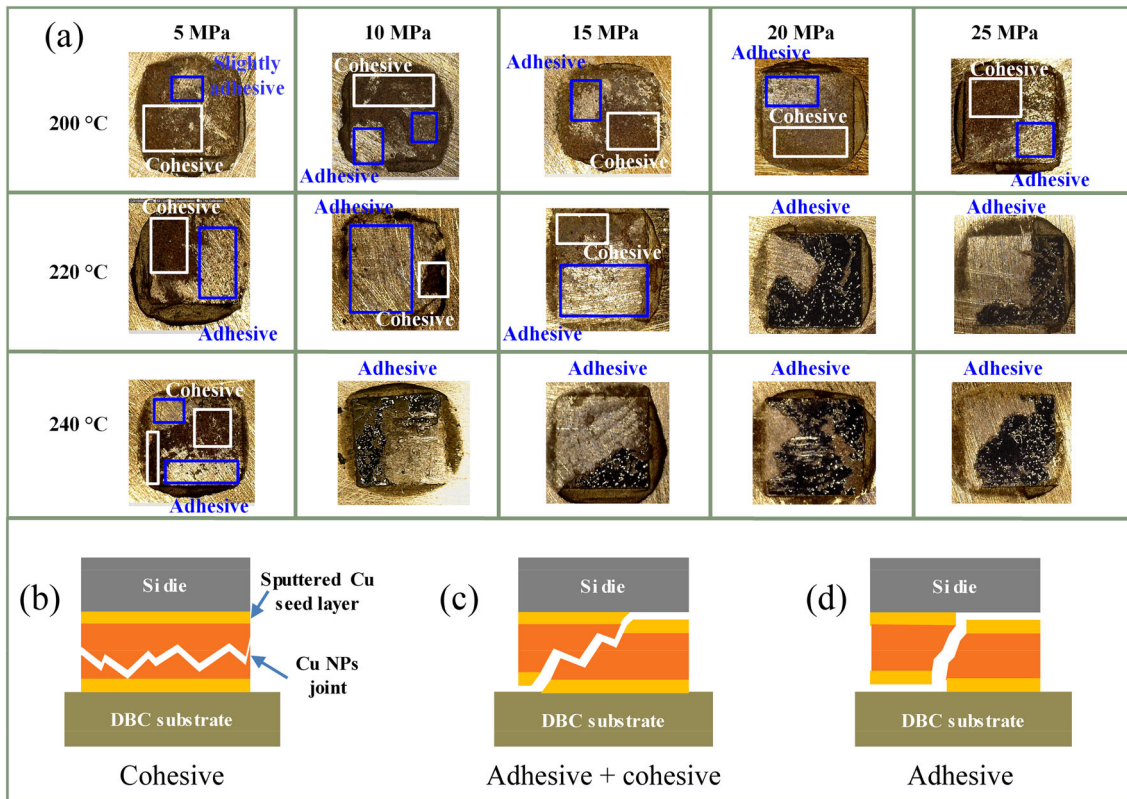 (a)
5 MPa
10 MPa
15 MPa
20 MPa
25 MPa
200 °C
Slightly
adhesive
Cohesive
Cohesive
Adhesive
Adhesive
Cohesive
Adhesive
Cohesive
Cohesive
Adhesive
220 °C
Cohesive
Adhesive
Adhesive
Cohesive
Cohesive
Adhesive
Adhesive
Adhesive
240 °C
Cohesive
Adhesive
Adhesive
Adhesive
Adhesive
Adhesive
(b)
Si die
Sputtered Cu
seed layer
Cu NPs
joint
DBC substrate
Cohesive
(c)
Si die
DBC substrate
Adhesive + cohesive
(d)
Si die
DBC substrate
Adhesive